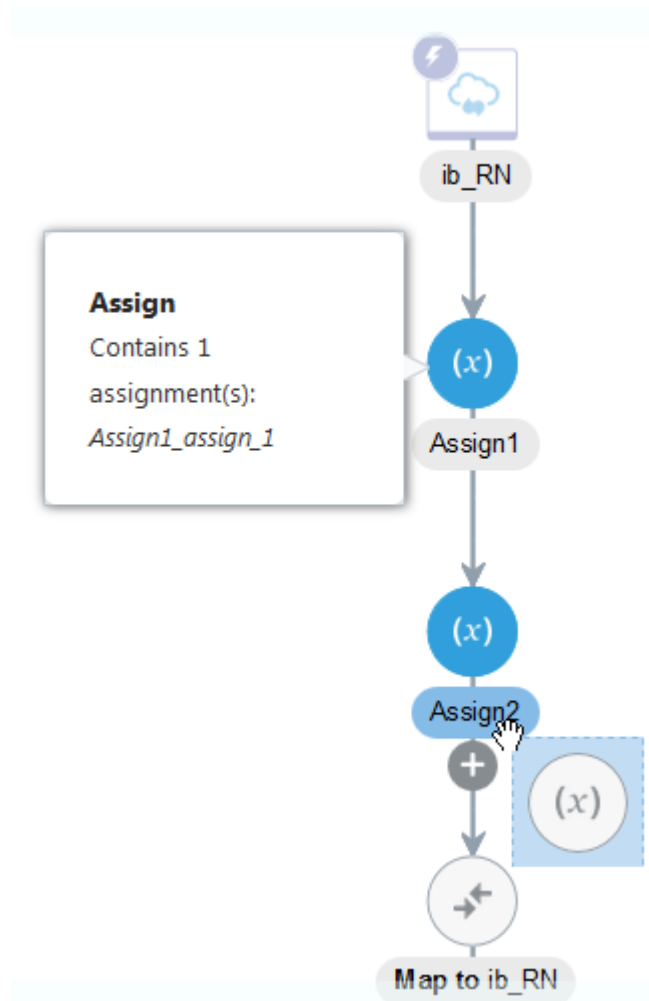 ib_RN
Assign
Contains 1
assignment(s):
Assign1_assign_1
(x)
Assign1
(x)
Assign2
(x)
Map to ib_RN